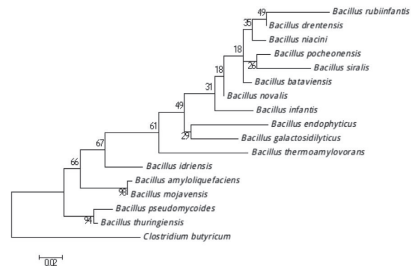 49
Bacillus rubiinfantis
35
Bacillus drentensis
Bacillus niacini
18
Bacillus pocheonensis
26
Bacillus siralis
18
Bacillus bataviensis
31
Bacillus novalis
49
Bacillus infantis
61
Bacillus endophyticus
29
Bacillus galactosidilyticus
67
Bacillus thermoamylovorans
66
Bacillus idriensis
Bacillus amyloliquefaciens
98
Bacillus mojavensis
Bacillus pseudomycoides
94
Bacillus thuringiensis
Clostridium butyricum
0.02